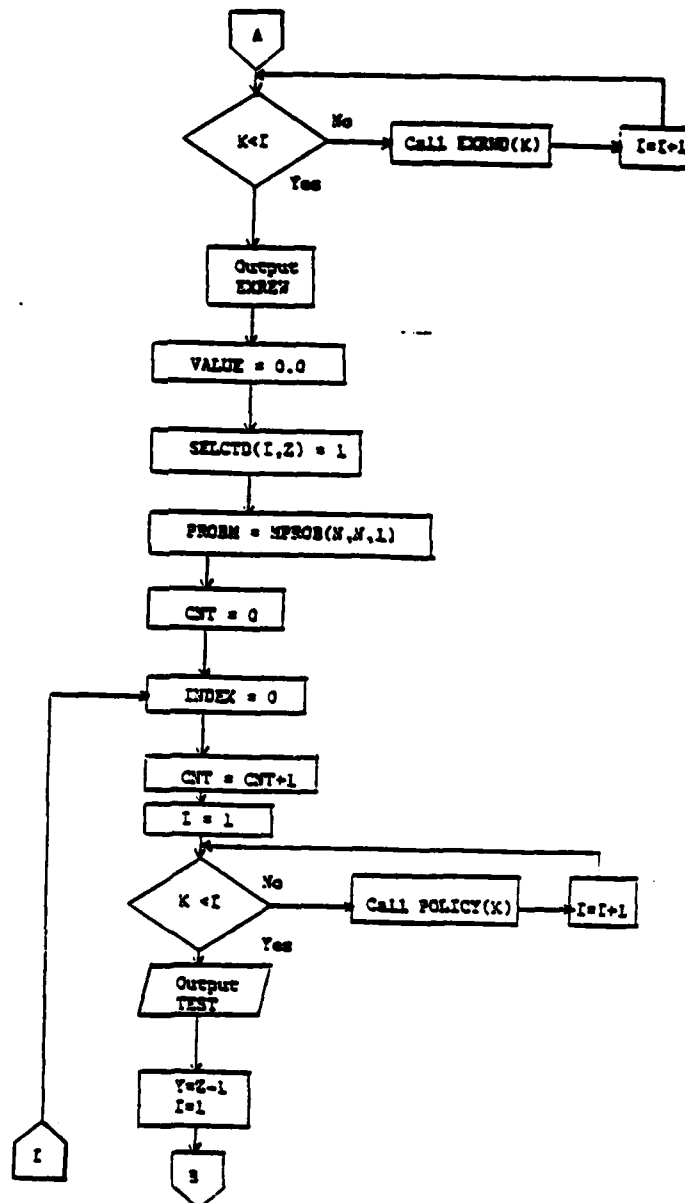 A
K<I
No
Call EXRWD(K)
I=I+1
Yes
Output
EXREW
VALUE = 0.0
SELCTD(I,Z) = 1
PROBM = MPROB(N,N,1)
CNT = 0
INDEX = 0
CNT = CNT+1
I = 1
K <I
No
Call POLICY(K)
I=I+1
Yes
Output
TEST
Y=Z-1
I=1
I
B